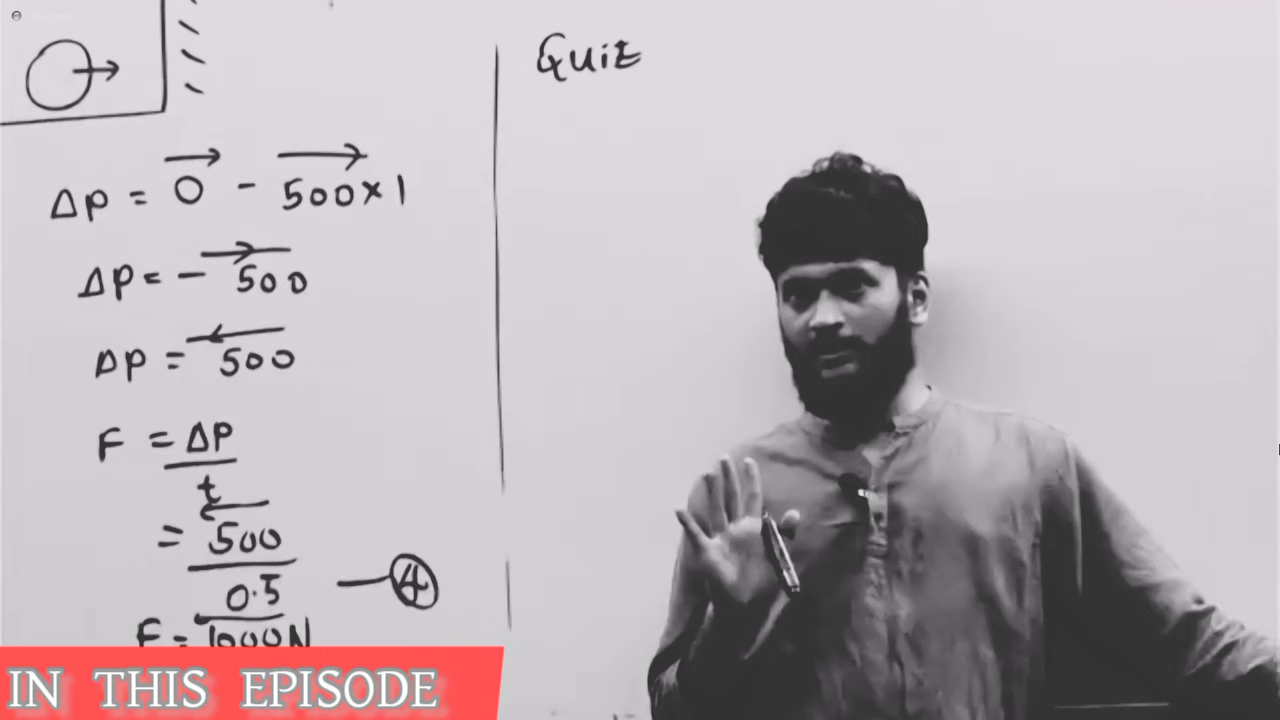 Quiz
Δp = 0 - 500×1
Δp = - 500
Δp = 500
F = Δp
t
= 500
0.5
4
F = 1000N
IN THIS EPISODE